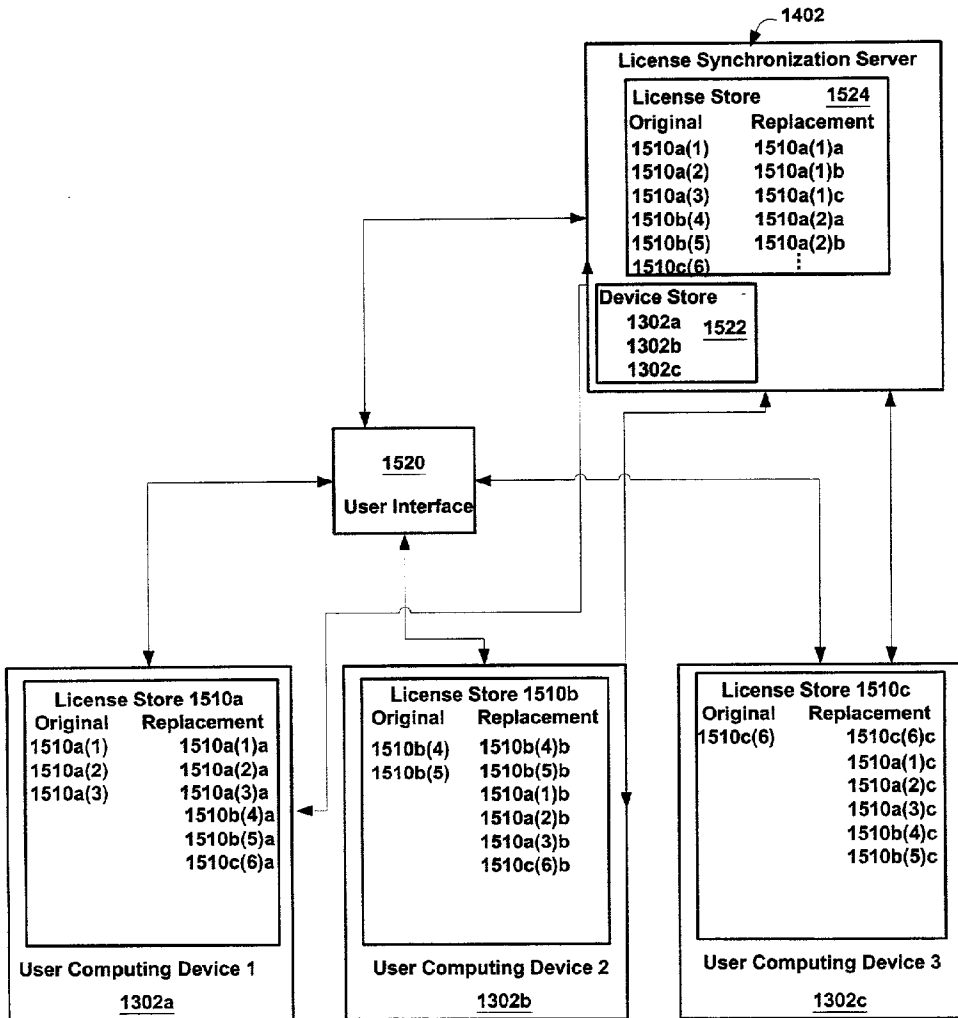 1402
License Synchronization Server
License Store 1524
Original Replacement
1510a(1) 1510a(1)a
1510a(2) 1510a(1)b
1510a(3) 1510a(1)c
1510b(4) 1510a(2)a
1510b(5) 1510a(2)b
1510c(6)
Device Store
1302a 1522
1302b
1302c
1520
User Interface
License Store 1510a
Original Replacement
1510a(1) 1510a(1)a
1510a(2) 1510a(2)a
1510a(3) 1510a(3)a
1510b(4)a
1510b(5)a
1510c(6)a
User Computing Device 1
1302a
License Store 1510b
Original Replacement
1510b(4) 1510b(4)b
1510b(5) 1510b(5)b
1510a(1)b
1510a(2)b
1510a(3)b
1510c(6)b
User Computing Device 2
1302b
License Store 1510c
Original Replacement
1510c(6) 1510c(6)c
1510a(1)c
1510a(2)c
1510a(3)c
1510b(4)c
1510b(5)c
User Computing Device 3
1302c